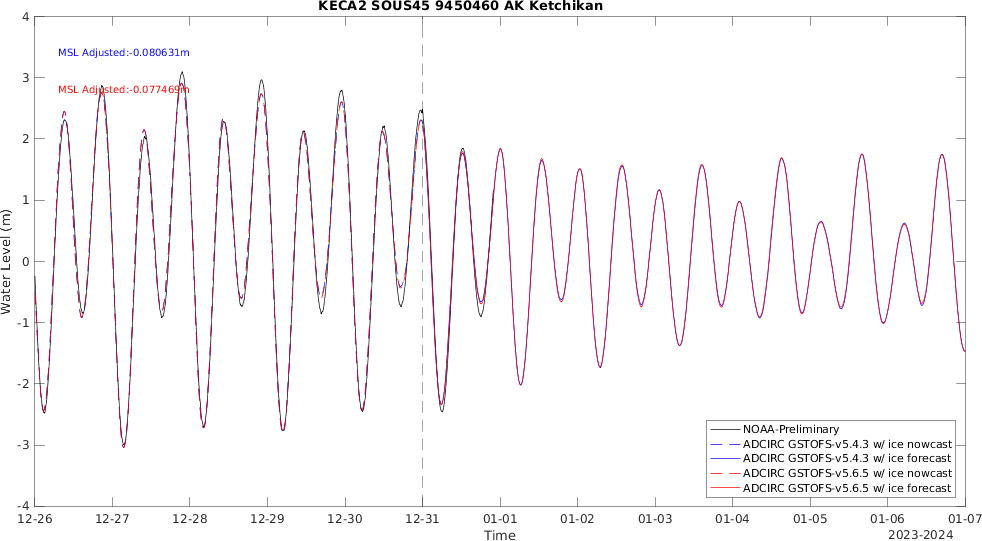 KECA2 SOUS45 9450460 AK Ketchikan
MSL Adjusted:-0.080631m
MSL Adjusted:-0.077469m
Water Level (m)
4
3
2
1
0
-1
-2
-3
-4
NOAA-Preliminary
ADCIRC GSTOFS-v5.4.3 w/ ice nowcast
ADCIRC GSTOFS-v5.4.3 w/ ice forecast
ADCIRC GSTOFS-v5.6.5 w/ ice nowcast
ADCIRC GSTOFS-v5.6.5 w/ ice forecast
12-26 12-27 12-28 12-29 12-30 12-31 01-01 01-02 01-03 01-04 01-05 01-06 01-07
Time
2023-2024